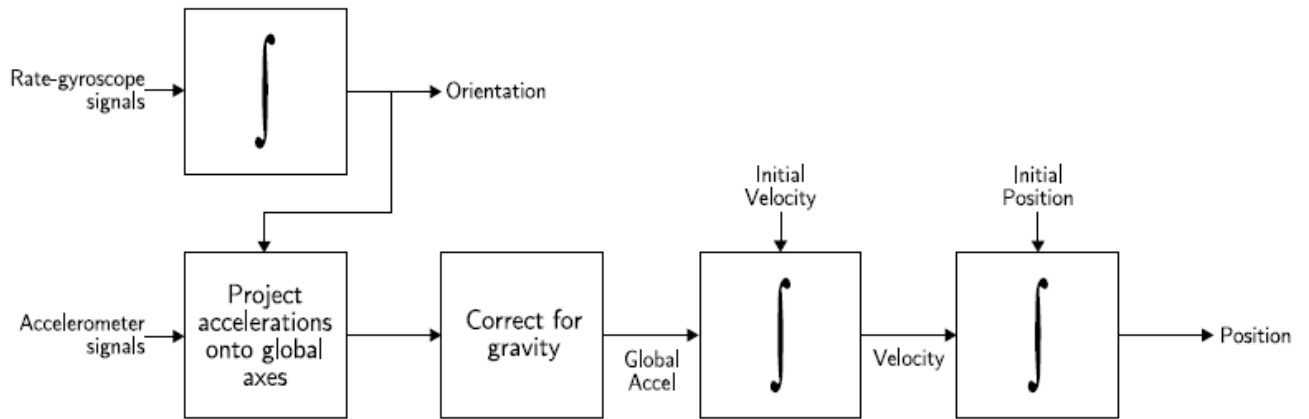 Rate-gyroscope
signals
∫
Orientation
Initial
Velocity
Initial
Position
Accelerometer
signals
Project
accelerations
onto global
axes
Correct for
gravity
Global
Accel
∫
Velocity
∫
Position